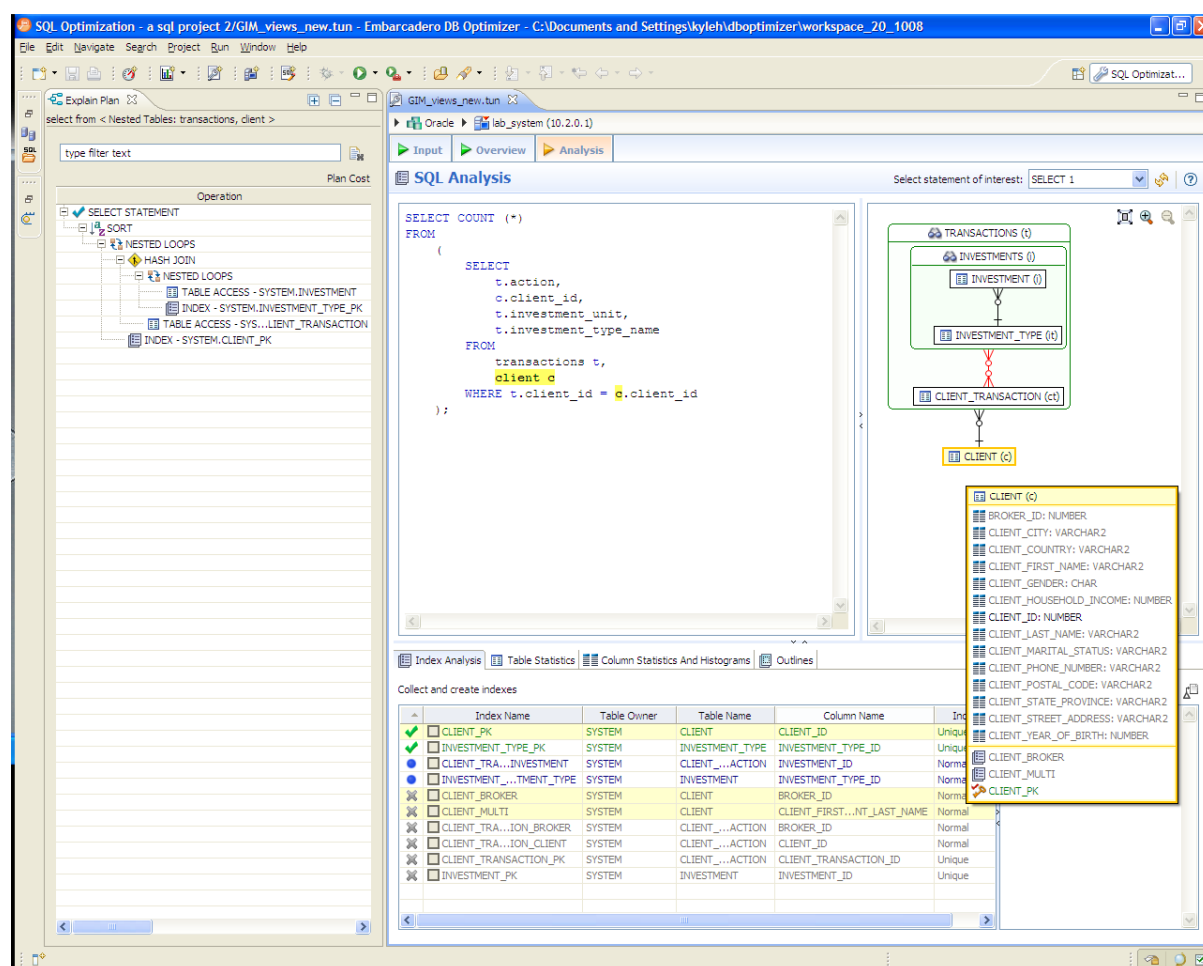 SQL Optimization - a sql project 2/GIM_views_new.tun - Embarcadero DB Optimizer - C:\Documents and Settings\kyleh\dboptimizer\workspace_20_1008
File Edit Navigate Search Project Run Window Help
SQL Optimizat...
Explain Plan
select from < Nested Tables: transactions, client >
type filter text
Plan Cost
Operation
SELECT STATEMENT
SORT
NESTED LOOPS
HASH JOIN
NESTED LOOPS
TABLE ACCESS - SYSTEM.INVESTMENT
INDEX - SYSTEM.INVESTMENT_TYPE_PK
TABLE ACCESS - SYS...LIENT_TRANSACTION
INDEX - SYSTEM.CLIENT_PK
GIM_views_new.tun
Oracle lab_system (10.2.0.1)
Input Overview Analysis
SQL Analysis
Select statement of interest: SELECT 1
SELECT COUNT (*)
FROM
(
SELECT
t.action,
c.client_id,
t.investment_unit,
t.investment_type_name
FROM
transactions t,
client c
WHERE t.client_id = c.client_id
);
TRANSACTIONS (t)
INVESTMENTS (i)
INVESTMENT (i)
INVESTMENT_TYPE (it)
CLIENT_TRANSACTION (ct)
CLIENT (c)
CLIENT (c)
BROKER_ID: NUMBER
CLIENT_CITY: VARCHAR2
CLIENT_COUNTRY: VARCHAR2
CLIENT_FIRST_NAME: VARCHAR2
CLIENT_GENDER: CHAR
CLIENT_HOUSEHOLD_INCOME: NUMBER
CLIENT_ID: NUMBER
CLIENT_LAST_NAME: VARCHAR2
CLIENT_MARITAL_STATUS: VARCHAR2
CLIENT_PHONE_NUMBER: VARCHAR2
CLIENT_POSTAL_CODE: VARCHAR2
CLIENT_STATE_PROVINCE: VARCHAR2
CLIENT_STREET_ADDRESS: VARCHAR2
CLIENT_YEAR_OF_BIRTH: NUMBER
CLIENT_BROKER
CLIENT_MULTI
CLIENT_PK
Index Analysis Table Statistics Column Statistics And Histograms Outlines
Collect and create indexes
Index Name Table Owner Table Name Column Name Ind
CLIENT_PK SYSTEM CLIENT CLIENT_ID Unique
INVESTMENT_TYPE_PK SYSTEM INVESTMENT_TYPE INVESTMENT_TYPE_ID Unique
CLIENT_TRA...INVESTMENT SYSTEM CLIENT_...ACTION INVESTMENT_ID Normal
INVESTMENT_...TMENT_TYPE SYSTEM INVESTMENT INVESTMENT_TYPE_ID Normal
CLIENT_BROKER SYSTEM CLIENT BROKER_ID Normal
CLIENT_MULTI SYSTEM CLIENT CLIENT_FIRST...NT_LAST_NAME Normal
CLIENT_TRA...ION_BROKER SYSTEM CLIENT_...ACTION BROKER_ID Normal
CLIENT_TRA...ION_CLIENT SYSTEM CLIENT_...ACTION CLIENT_ID Normal
CLIENT_TRANSACTION_PK SYSTEM CLIENT_...ACTION CLIENT_TRANSACTION_ID Unique
INVESTMENT_PK SYSTEM INVESTMENT INVESTMENT_ID Unique